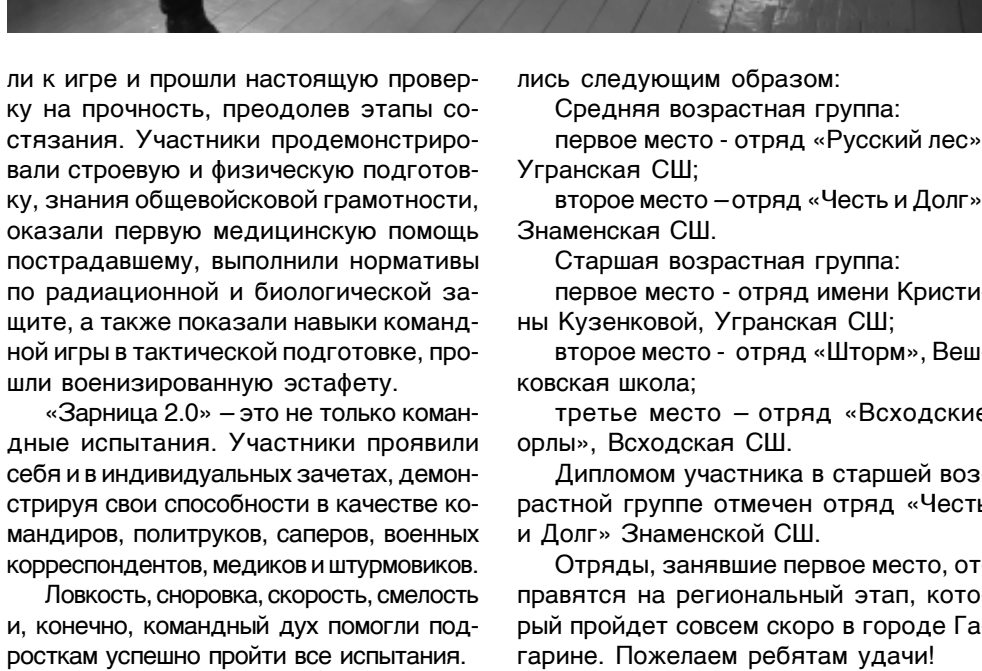 ли к игре и прошли настоящую провер-
ку на прочность, преодолев этапы со-
стязания. Участники продемонстриро-
вали строевую и физическую подготов-
ку, знания общевойсковой грамотности,
оказали первую медицинскую помощь
пострадавшему, выполнили нормативы
по радиационной и биологической за-
щите, а также показали навыки команд-
ной игры в тактической подготовке, про-
шли военизированную эстафету.
«Зарница 2.0» – это не только коман-
дные испытания. Участники проявили
себя и в индивидуальных зачетах, демон-
стрируя свои способности в качестве ко-
мандиров, политруков, саперов, военных
корреспондентов, медиков и штурмовиков.
Ловкость, сноровка, скорость, смелость
и, конечно, командный дух помогли под-
росткам успешно пройти все испытания.
лись следующим образом:
Средняя возрастная группа:
первое место - отряд «Русский лес»
Угранская СШ;
второе место – отряд «Честь и Долг»
Знаменская СШ.
Старшая возрастная группа:
первое место - отряд имени Кристи-
ны Кузенковой, Угранская СШ;
второе место - отряд «Шторм», Веш-
ковская школа;
третье место – отряд «Всходские
орлы», Всходская СШ.
Дипломом участника в старшей воз-
растной группе отмечен отряд «Честь
и Долг» Знаменской СШ.
Отряды, занявшие первое место, от-
правятся на региональный этап, кото-
рый пройдет совсем скоро в городе Га-
гарине. Пожелаем ребятам удачи!